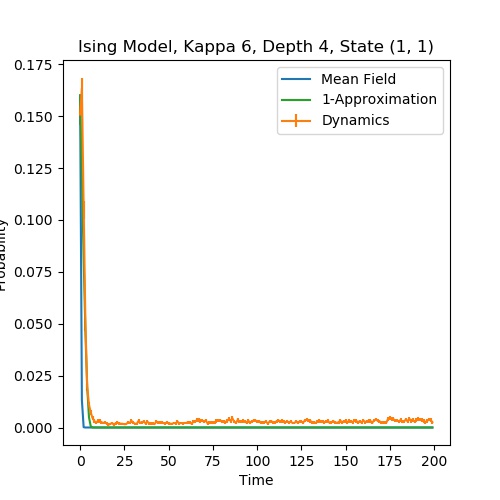 Ising Model, Kappa 6, Depth 4, State (1, 1)
Mean Field
1-Approximation
Dynamics
0.175
0.150
0.125
0.100
0.075
0.050
0.025
0.000
Probability
0 25 50 75 100 125 150 175 200
Time